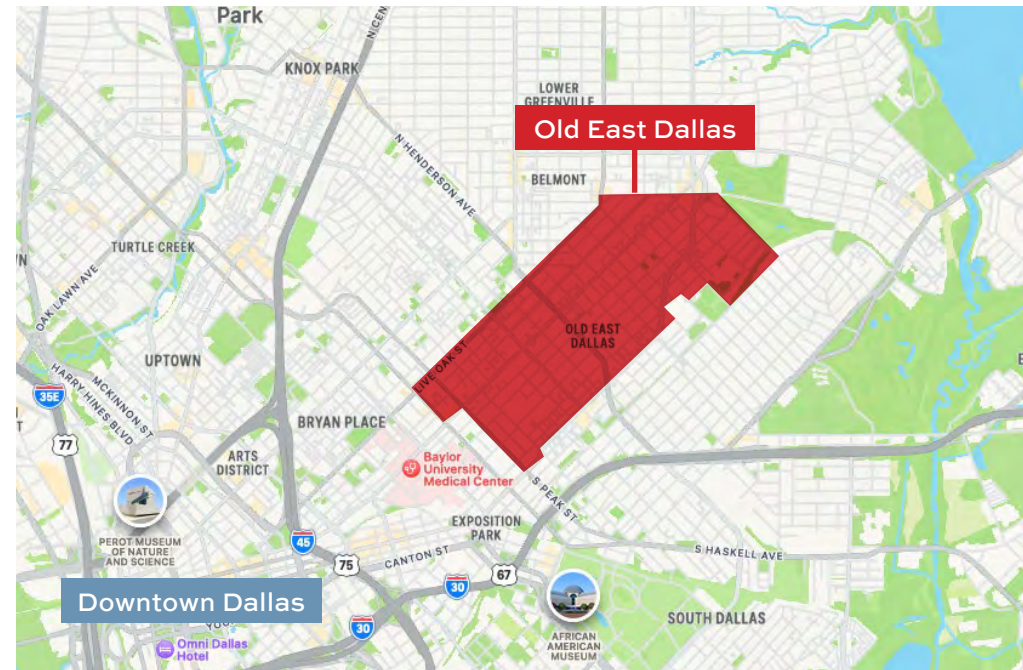 Park
N CEN
KNOX PARK
LOWER
GREENVILLE
Old East Dallas
N HENDERSON AVE
BELMONT
TURTLE CREEK
OAK LAWN AVE
OLD EAST
DALLAS
LIVE OAK ST
UPTOWN
HARRY HINES BLVD
MCKINNON ST
35E
77
BRYAN PLACE
ARTS
DISTRICT
Baylor
University
Medical Center
S PEAK ST
PEROT MUSEUM
OF NATURE
AND SCIENCE
45
75
CANTON ST
EXPOSITION
PARK
67
30
S HASKELL AVE
Downtown Dallas
30
SOUTH DALLAS
AFRICAN
AMERICAN
MUSEUM
Omni Dallas
Hotel